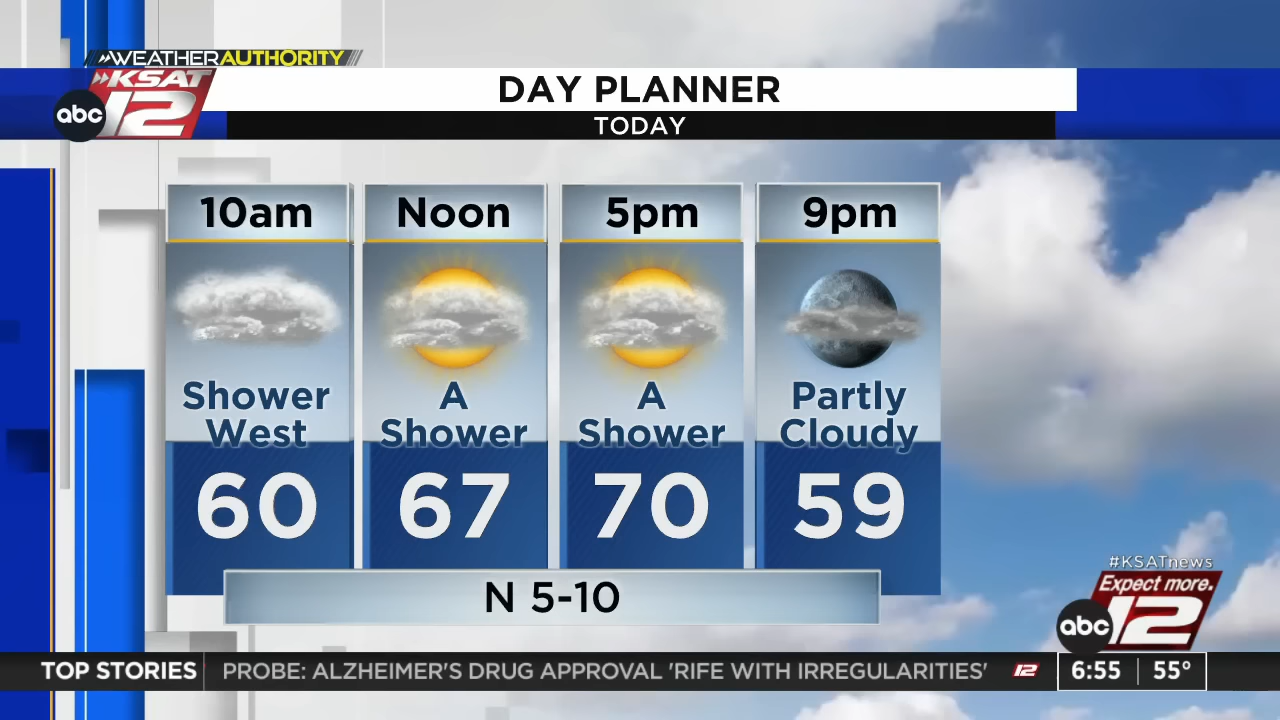 WEATHERAUTHORITY
KSAT
abc 12
DAY PLANNER
TODAY
10am Noon 5pm 9pm
Shower A A Partly
West Shower Shower Cloudy
60 67 70 59
N 5-10
#KSATnews
Expect more.
abc 12
TOP STORIES PROBE: ALZHEIMER'S DRUG APPROVAL 'RIFE WITH IRREGULARITIES' 12 6:55 55°